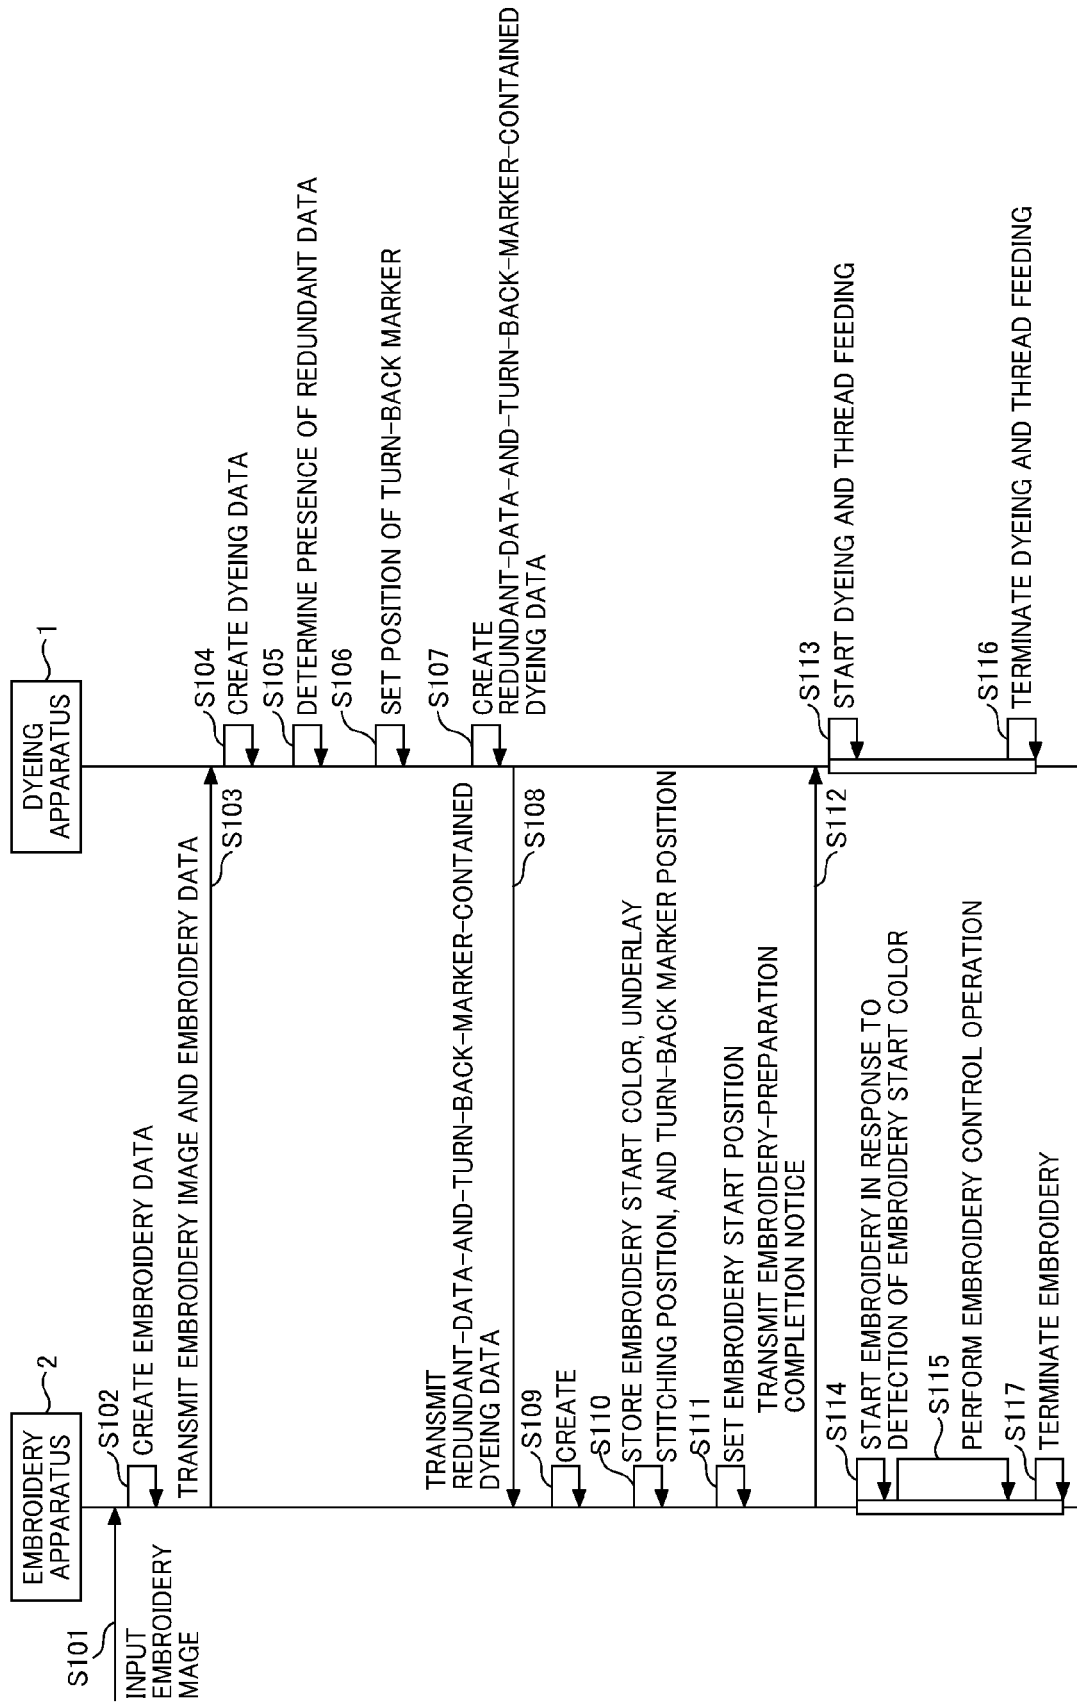 EMBROIDERY
APPARATUS
2
DYEING
APPARATUS
1
S101
INPUT
EMBROIDERY
MAGE
S102
CREATE EMBROIDERY DATA
TRANSMIT EMBROIDERY IMAGE AND EMBROIDERY DATA
S103
S104
CREATE DYEING DATA
S105
DETERMINE PRESENCE OF REDUNDANT DATA
S106
SET POSITION OF TURN-BACK MARKER
S107
CREATE
REDUNDANT-DATA-AND-TURN-BACK-MARKER-CONTAINED
DYEING DATA
TRANSMIT
REDUNDANT-DATA-AND-TURN-BACK-MARKER-CONTAINED
DYEING DATA
S108
S109
CREATE
S110
STORE EMBROIDERY START COLOR, UNDERLAY
STITCHING POSITION, AND TURN-BACK MARKER POSITION
S111
SET EMBROIDERY START POSITION
TRANSMIT EMBROIDERY-PREPARATION
COMPLETION NOTICE
S112
S113
START DYEING AND THREAD FEEDING
S114
START EMBROIDERY IN RESPONSE TO
DETECTION OF EMBROIDERY START COLOR
S115
PERFORM EMBROIDERY CONTROL OPERATION
S116
TERMINATE DYEING AND THREAD FEEDING
S117
TERMINATE EMBROIDERY